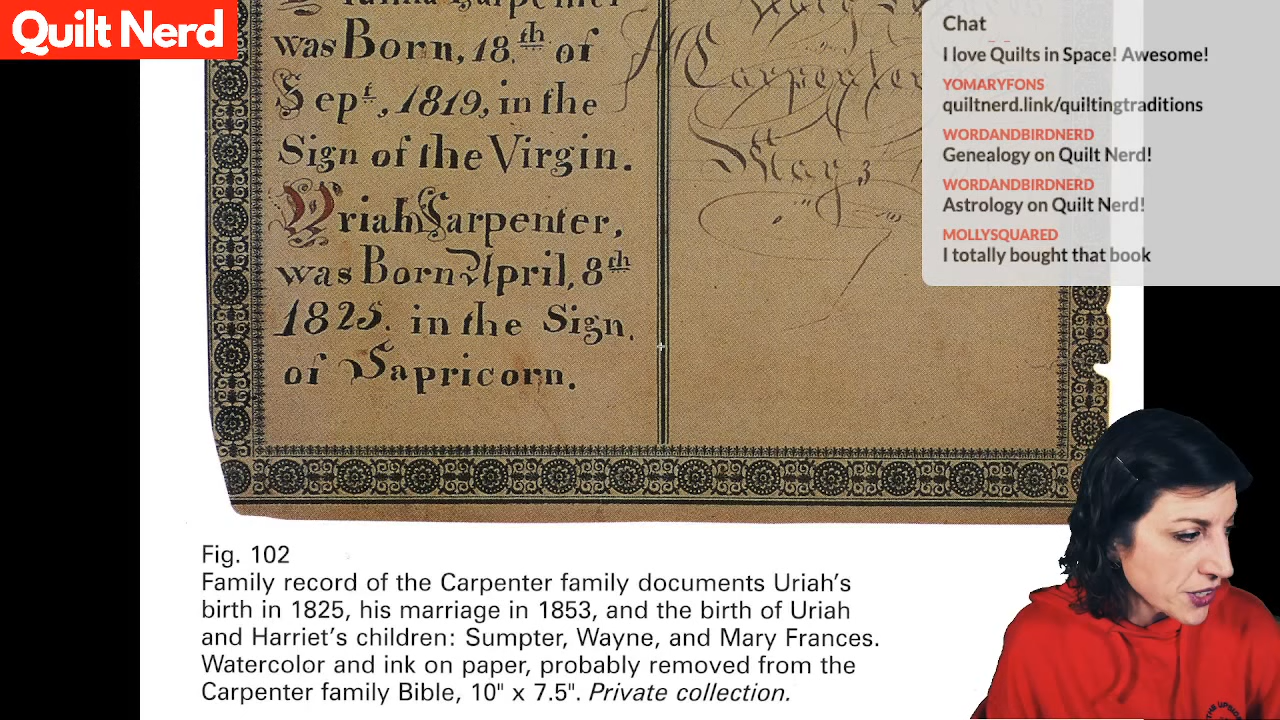 Quilt Nerd
was Born, 18th of
Sept, 1819, in the
Sign of the Virgin.
Uriah Carpenter,
was Born April, 8th
1825. in the Sign.
of Capricorn.
Carpenter
May 3
Fig. 102
Family record of the Carpenter family documents Uriah's
birth in 1825, his marriage in 1853, and the birth of Uriah
and Harriet's children: Sumpter, Wayne, and Mary Frances.
Watercolor and ink on paper, probably removed from the
Carpenter family Bible, 10" x 7.5". Private collection.
Chat
I love Quilts in Space! Awesome!
YOMARYFONS
quiltnerd.link/quiltingtraditions
WORDANDBIRDNERD
Genealogy on Quilt Nerd!
WORDANDBIRDNERD
Astrology on Quilt Nerd!
MOLLYSQUARED
I totally bought that book